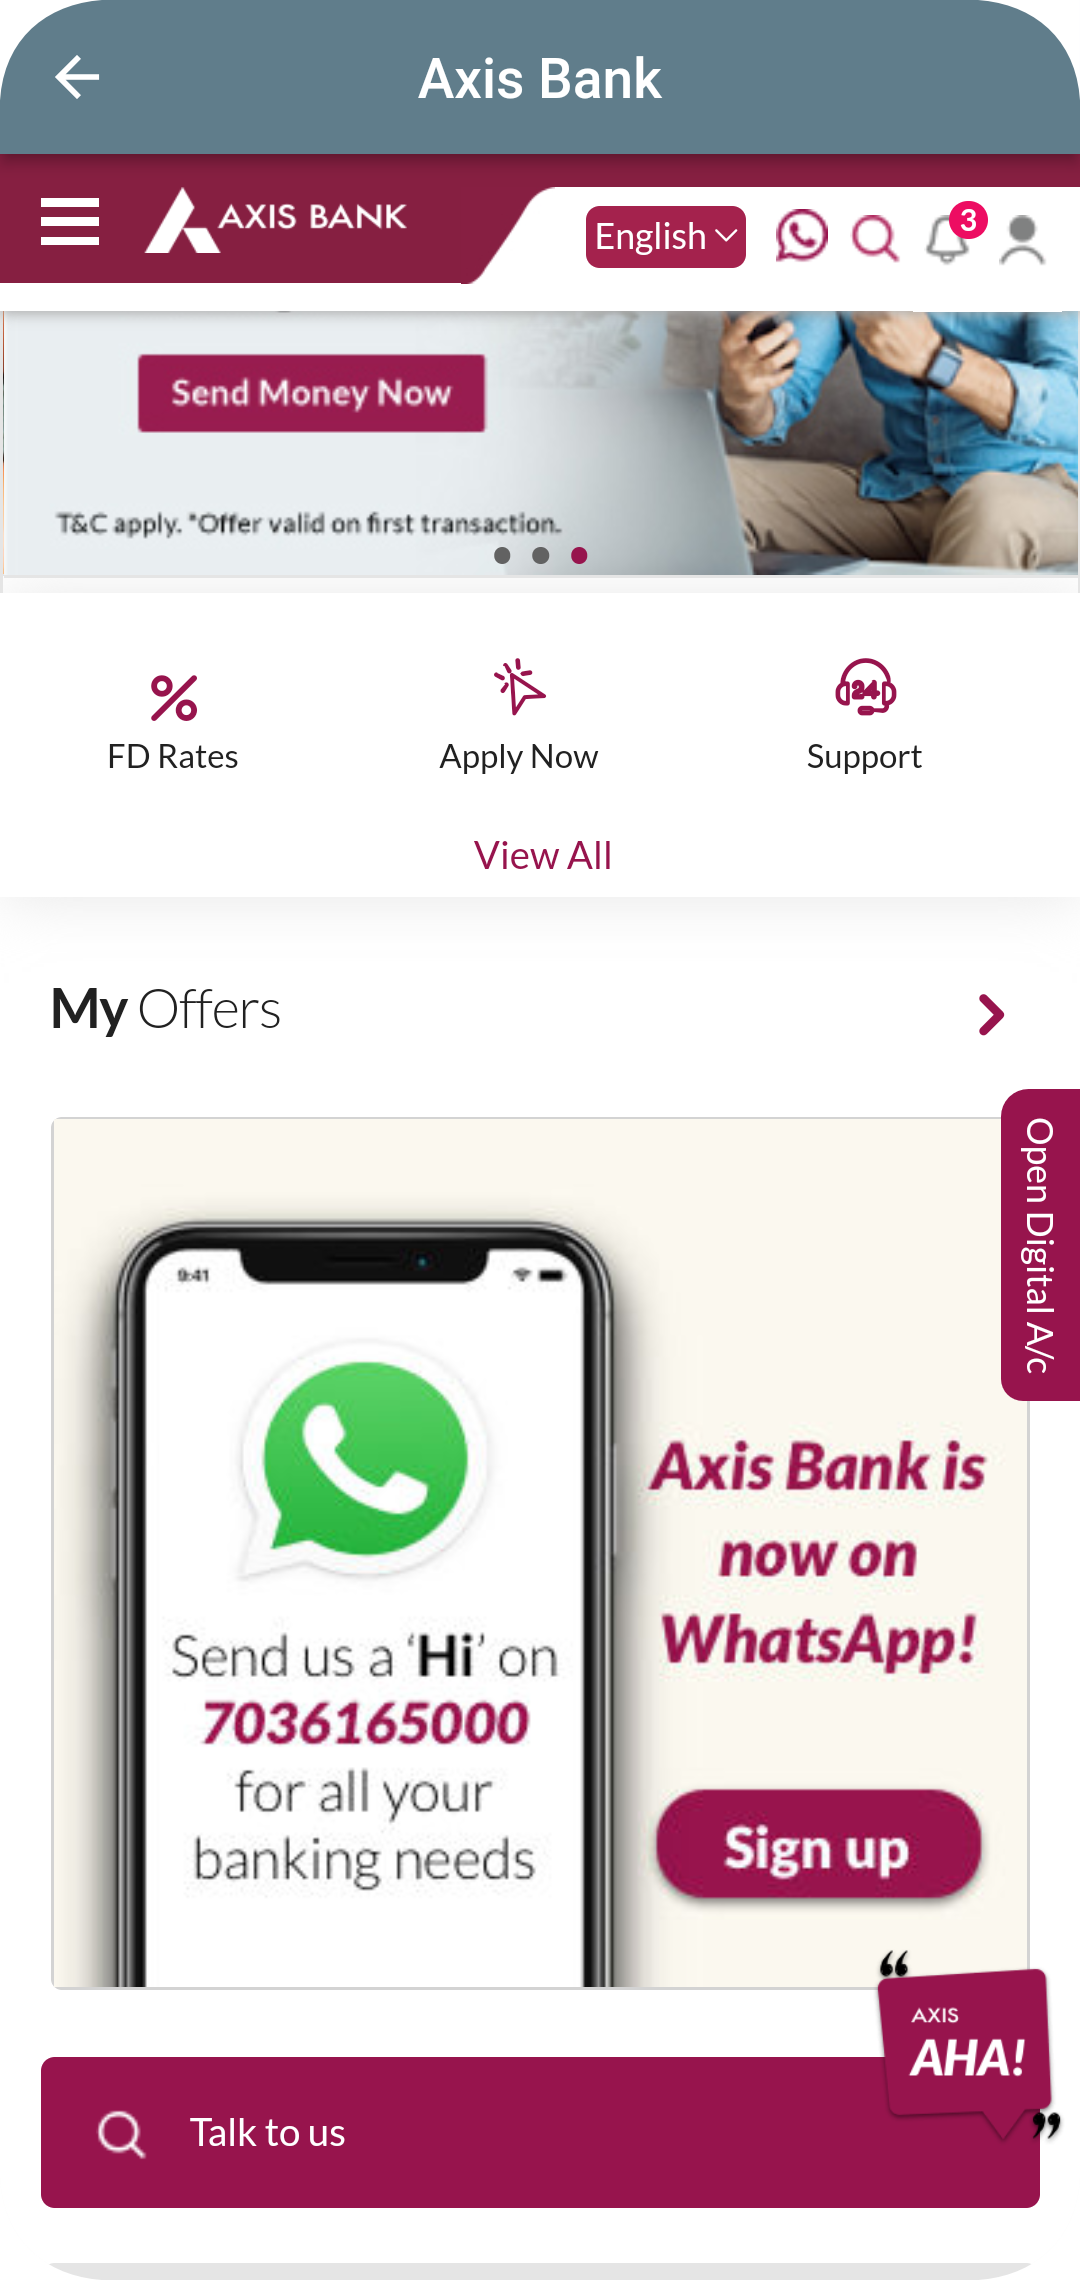 Axis Bank
AXIS BANK
English
3
Send Money Now
T&C apply. *Offer valid on first transaction.
FD Rates
Apply Now
24
Support
View All
My Offers
Open Digital A/c
9:41
Send us a ‘Hi’ on
7036165000
for all your
banking needs
Axis Bank is
now on
WhatsApp!
Sign up
“
AXIS
AHA!
”
Talk to us